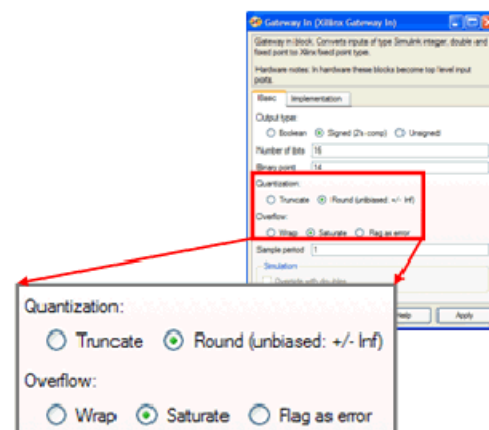 Gateway In (Xilinx Gateway In)
Gateway in block. Converts inputs of type Simulink integer, double and
fixed point to Xilinx fixed point type.
Hardware notes: In hardware these blocks become top level input
ports.
Basic Implementation
Output type:
Boolean Signed (2's comp) Unsigned
Number of bits 16
Binary point 14
Quantization:
Truncate Round (unbiased: +/- Inf)
Overflow:
Wrap Saturate Flag as error
Sample period 1
Simulation
Override with doubles
Help Apply
Quantization:
Truncate Round (unbiased: +/- Inf)
Overflow:
Wrap Saturate Flag as error